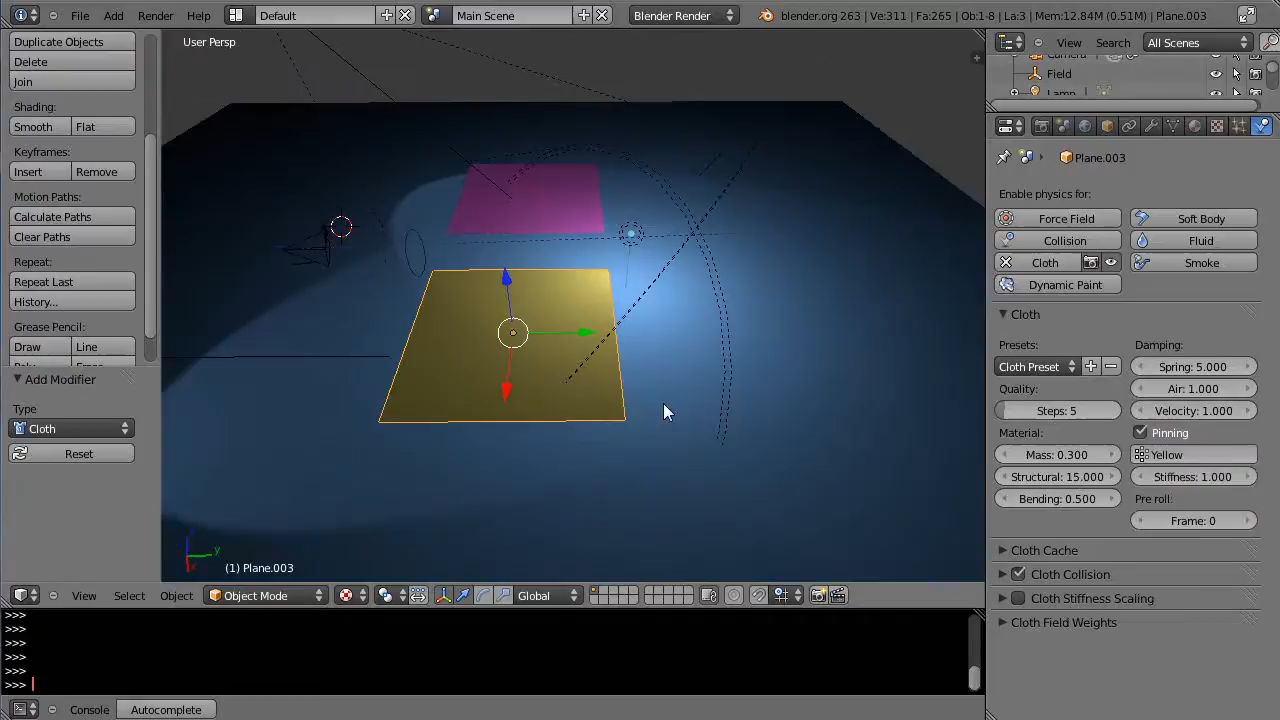 File Add Render Help Default Main Scene Blender Render blender.org 263 | Ve:311 | Fa:265 | Ob:1-8 | La:3 | Mem:12.84M (0.51M) | Plane.003
Duplicate Objects
Delete
Join
Shading:
Smooth Flat
Keyframes:
Insert Remove
Motion Paths:
Calculate Paths
Clear Paths
Repeat:
Repeat Last
History...
Grease Pencil:
Draw Line
Add Modifier
Type
Cloth
Reset
User Persp
z
y
x
(1) Plane.003
View Select Object Object Mode Global
>>>
>>>
>>>
>>>
>>>
>>>
Console Autocomplete
View Search All Scenes
Camera
Field
Lamp
Plane.003
Enable physics for:
Force Field Soft Body
Collision Fluid
Cloth Smoke
Dynamic Paint
Cloth
Presets: Damping:
Cloth Preset Spring: 5.000
Quality: Air: 1.000
Steps: 5 Velocity: 1.000
Material: Pinning
Mass: 0.300 Yellow
Structural: 15.000 Stiffness: 1.000
Bending: 0.500 Pre roll:
Frame: 0
Cloth Cache
Cloth Collision
Cloth Stiffness Scaling
Cloth Field Weights